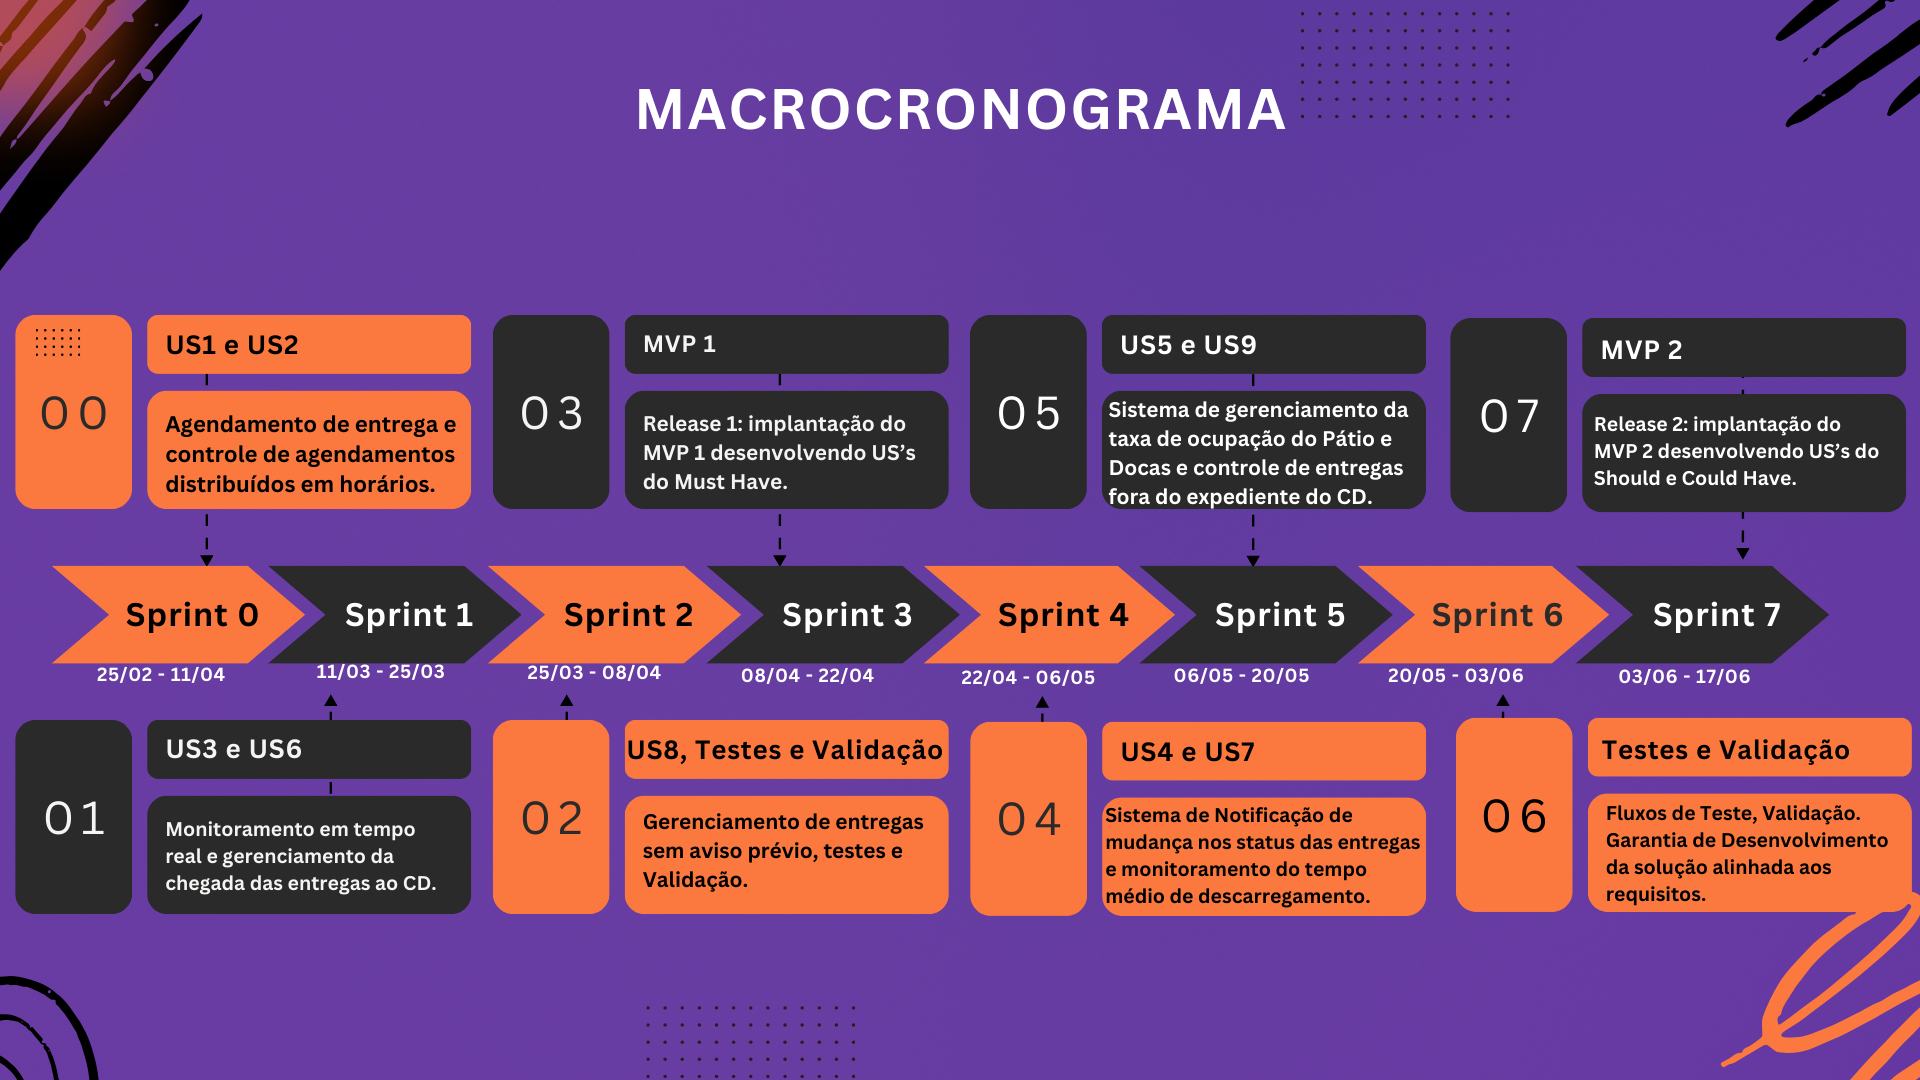 MACROCRONOGRAMA
00
US1 e US2
Agendamento de entrega e
controle de agendamentos
distribuídos em horários.
03
MVP 1
Release 1: implantação do
MVP 1 desenvolvendo US’s
do Must Have.
05
US5 e US9
Sistema de gerenciamento da
taxa de ocupação do Pátio e
Docas e controle de entregas
fora do expediente do CD.
07
MVP 2
Release 2: implantação do
MVP 2 desenvolvendo US’s do
Should e Could Have.
Sprint 0
Sprint 1
Sprint 2
Sprint 3
Sprint 4
Sprint 5
Sprint 6
Sprint 7
25/02 - 11/04
11/03 - 25/03
25/03 - 08/04
08/04 - 22/04
22/04 - 06/05
06/05 - 20/05
20/05 - 03/06
03/06 - 17/06
01
US3 e US6
Monitoramento em tempo
real e gerenciamento da
chegada das entregas ao CD.
02
US8, Testes e Validação
Gerenciamento de entregas
sem aviso prévio, testes e
Validação.
04
US4 e US7
Sistema de Notificação de
mudança nos status das entregas
e monitoramento do tempo
médio de descarregamento.
06
Testes e Validação
Fluxos de Teste, Validação.
Garantia de Desenvolvimento
da solução alinhada aos
requisitos.